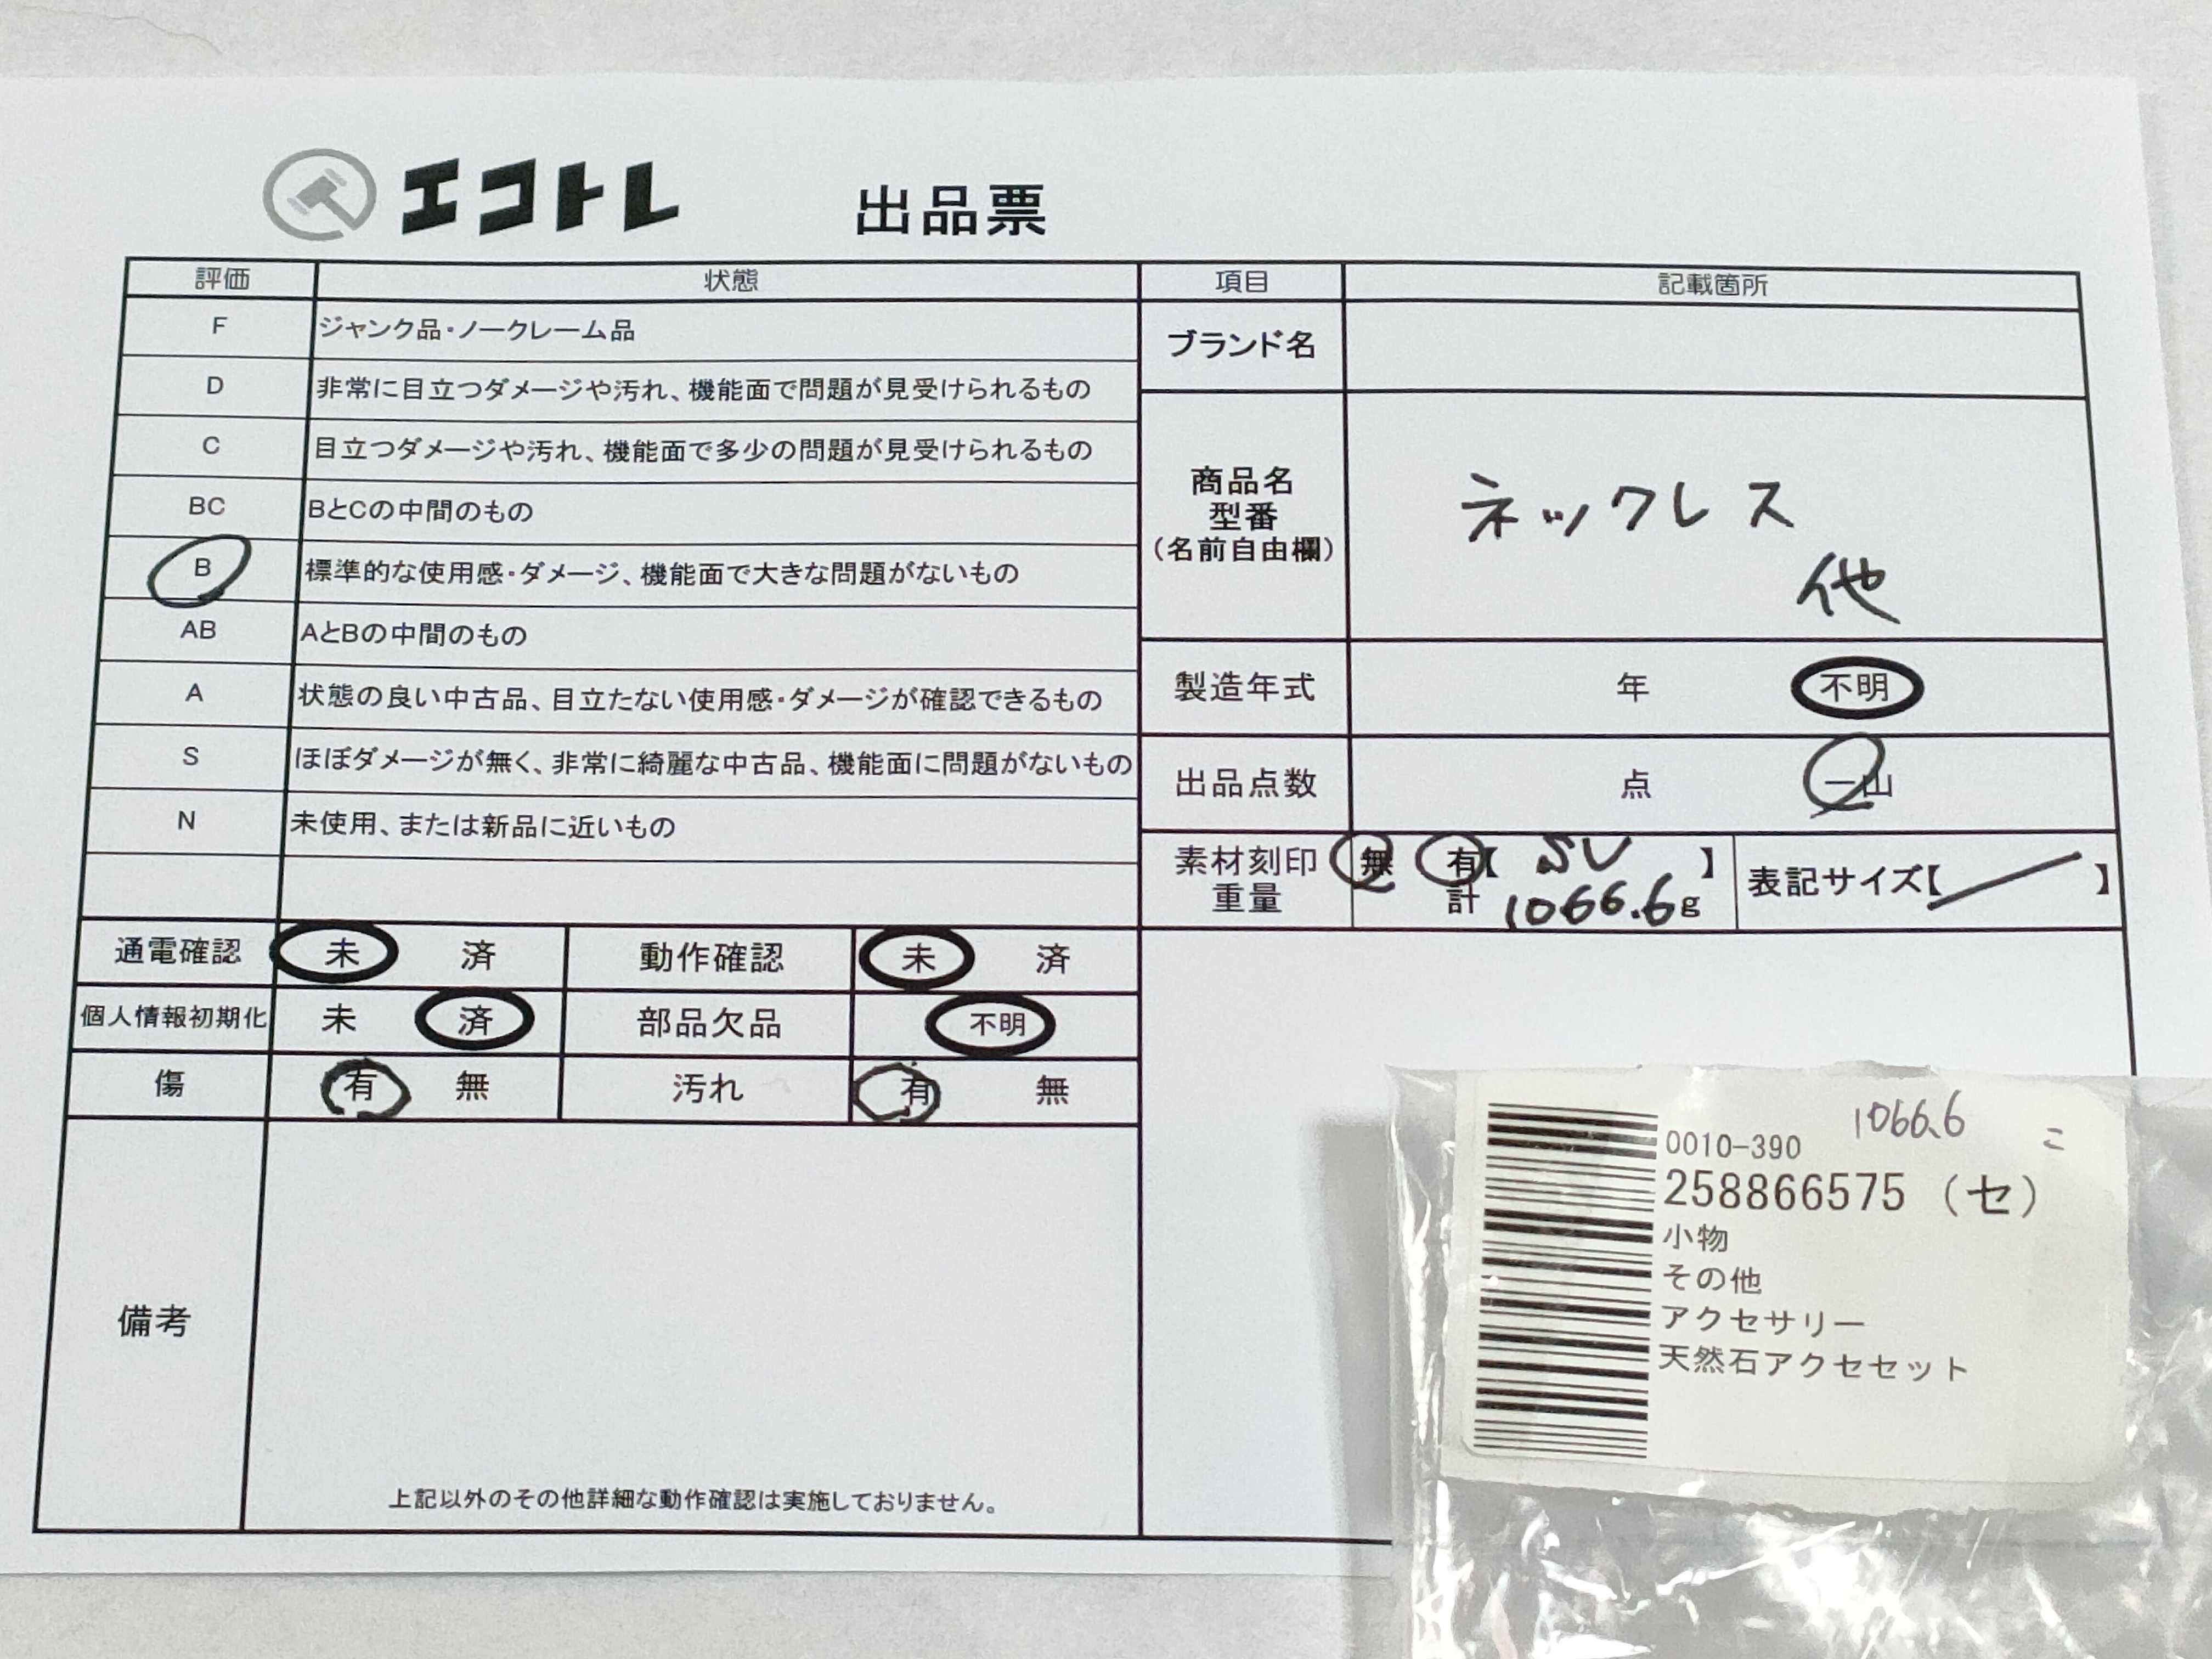 エコトレ 出品票
評価 状態 項目 記載箇所
F ジャンク品・ノークレーム品
D 非常に目立つダメージや汚れ、機能面で問題が見受けられるもの
C 目立つダメージや汚れ、機能面で多少の問題が見受けられるもの
BC BとCの中間のもの
B 標準的な使用感・ダメージ、機能面で大きな問題がないもの
AB AとBの中間のもの
A 状態の良い中古品、目立たない使用感・ダメージが確認できるもの
S ほぼダメージが無く、非常に綺麗な中古品、機能面に問題がないもの
N 未使用、または新品に近いもの
ブランド名
商品名
型番
(名前自由欄)
ネックレス
他
製造年式 年 不明
出品点数 点 一山
素材刻印 無 有【 SV 】
重量 計 1066.6g
表記サイズ【 】
通電確認 未 済 動作確認 未 済
個人情報初期化 未 済 部品欠品 不明
傷 有 無 汚れ 有 無
備考
上記以外のその他詳細な動作確認は実施しておりません。
1066.6 こ
0010-390
258866575 (セ)
小物
その他
アクセサリー
天然石アクセセット